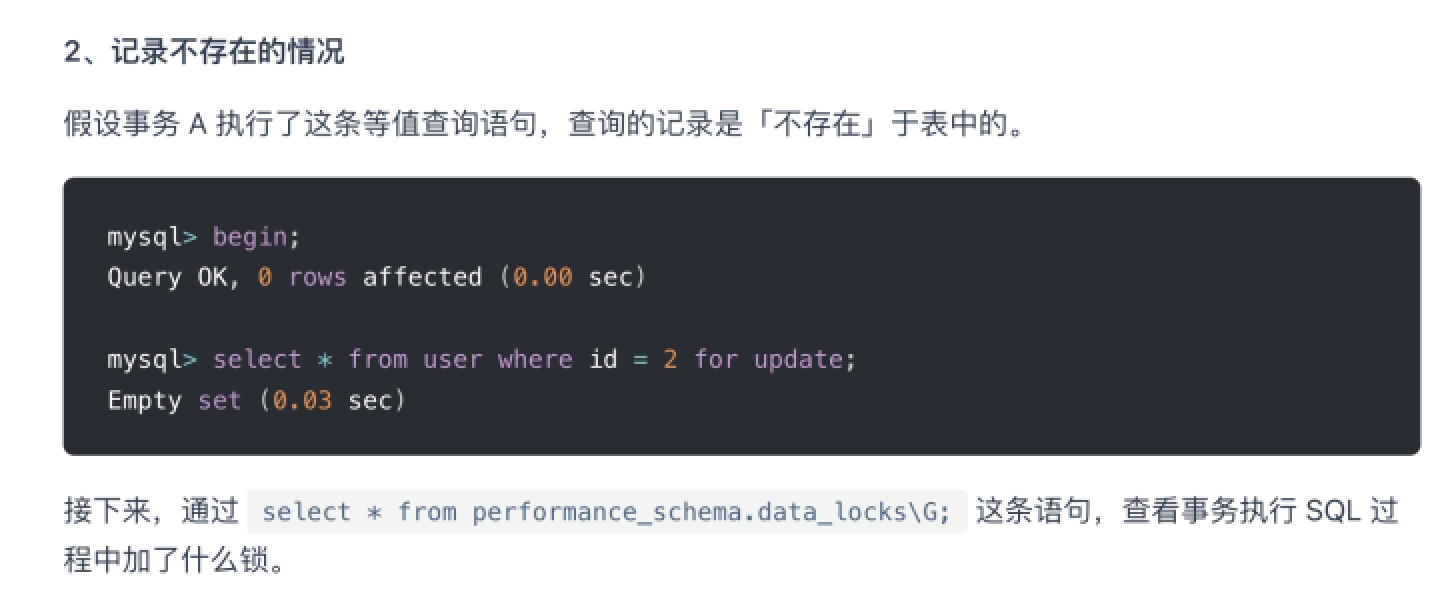 2、记录不存在的情况
假设事务 A 执行了这条等值查询语句，查询的记录是「不存在」于表中的。
mysql> begin;
Query OK, 0 rows affected (0.00 sec)
mysql> select * from user where id = 2 for update;
Empty set (0.03 sec)
接下来，通过 select * from performance_schema.data_locks\G; 这条语句，查看事务执行 SQL 过
程中加了什么锁。